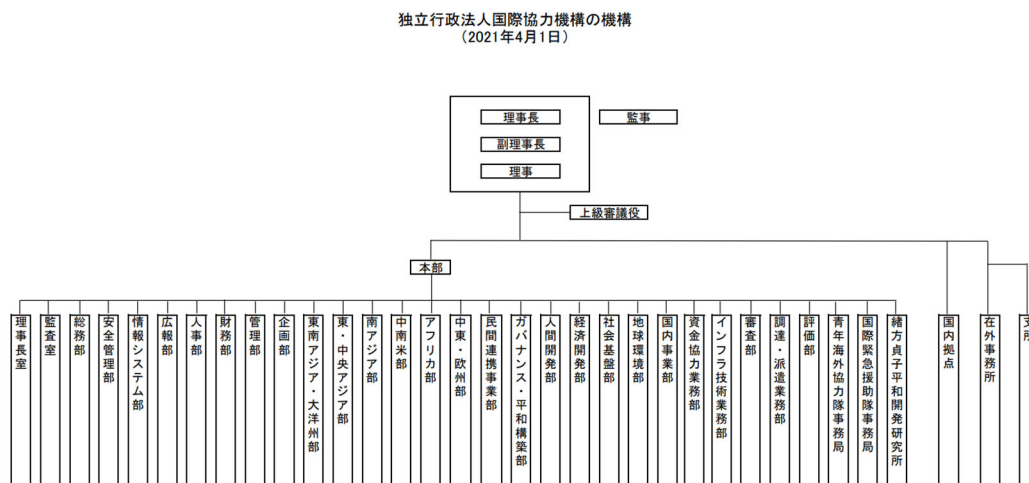 独立行政法人国際協力機構の機構
（2021年4月1日）
理事長
監事
副理事長
理事
上級審議役
本部
理事長室
監査室
総務部
安全管理部
情報システム部
広報部
人事部
財務部
管理部
企画部
東南アジア・大洋州部
東・中央アジア部
南アジア部
中南米部
アフリカ部
中東・欧州部
民間連携事業部
ガバナンス・平和構築部
人間開発部
経済開発部
社会基盤部
地球環境部
国内事業部
資金協力業務部
インフラ技術業務部
審査部
調達・派遣業務部
評価部
青年海外協力隊事務局
国際緊急援助隊事務局
緒方貞子平和開発研究所
国内拠点
在外事務所
支所